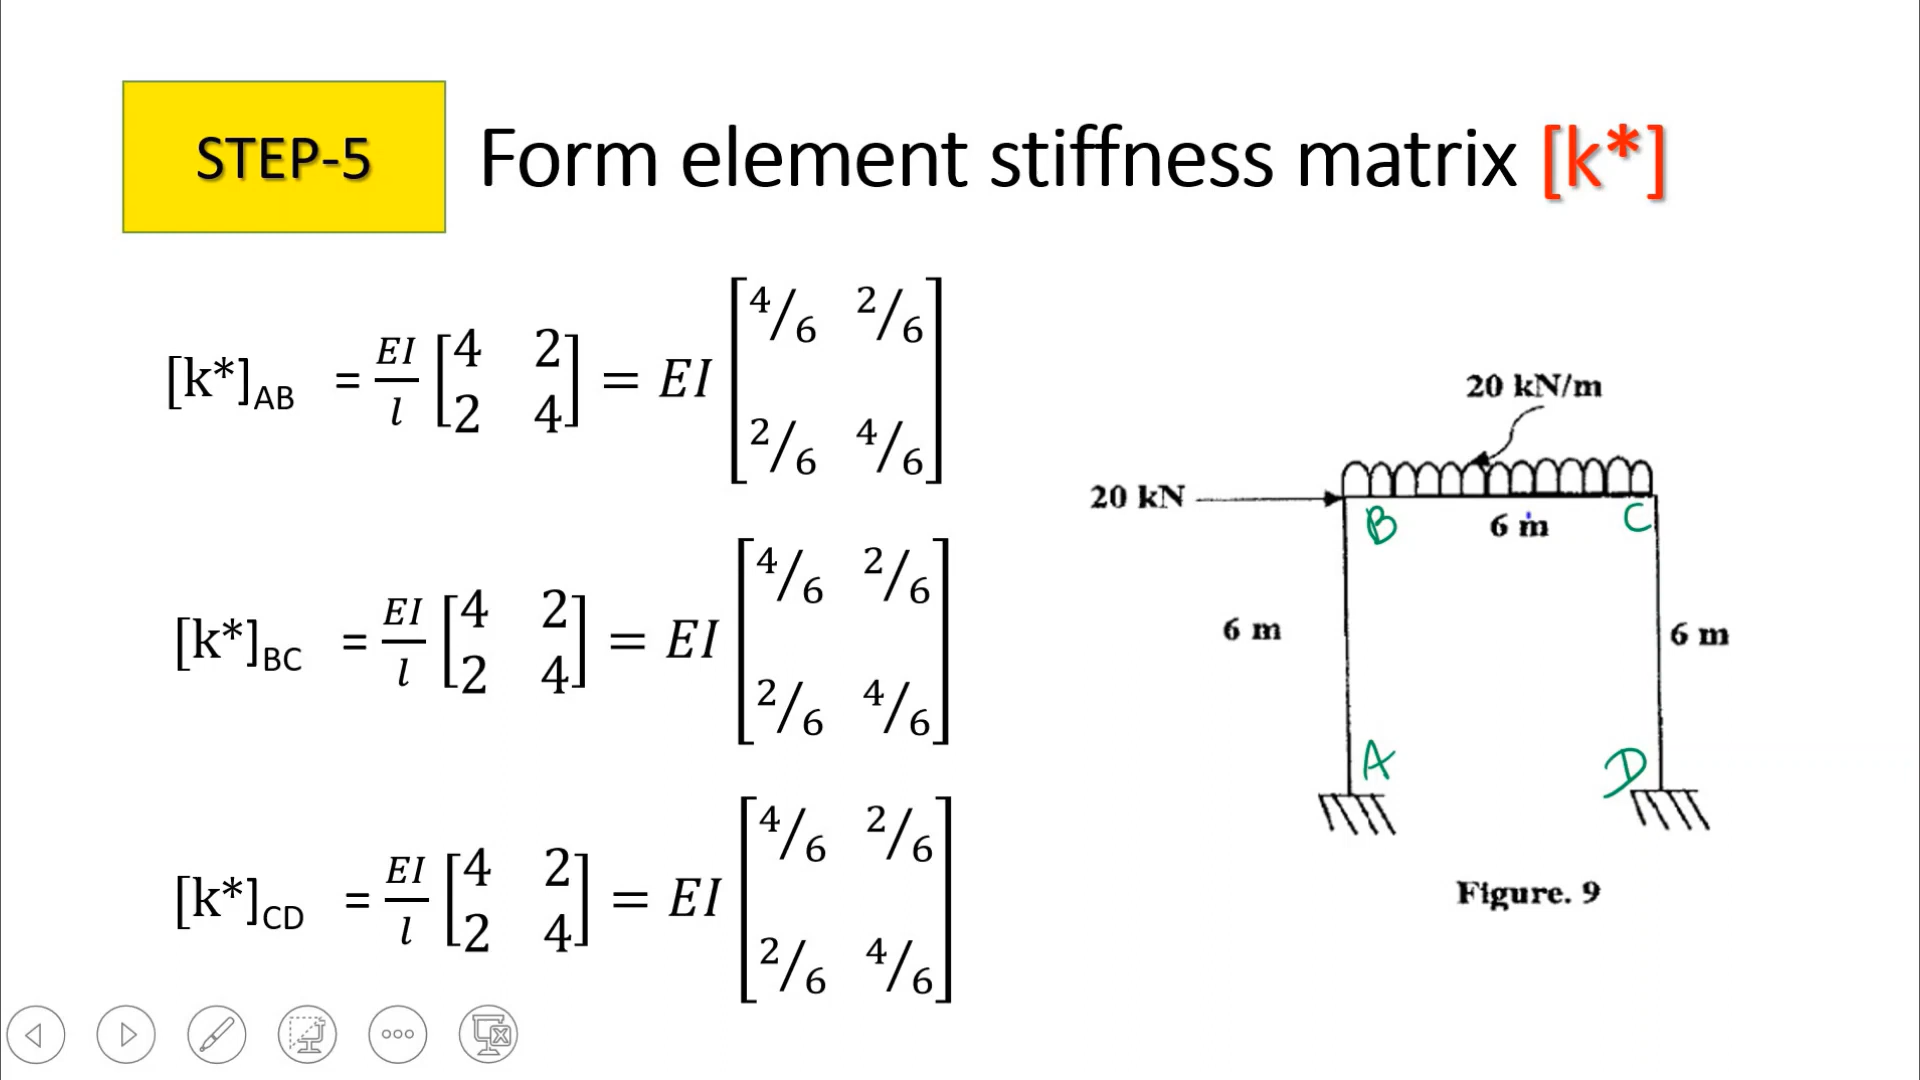 STEP-5
Form element stiffness matrix [k*]
[k*]AB = EI/l [4 2; 2 4] = EI [4/6 2/6; 2/6 4/6]
[k*]BC = EI/l [4 2; 2 4] = EI [4/6 2/6; 2/6 4/6]
[k*]CD = EI/l [4 2; 2 4] = EI [4/6 2/6; 2/6 4/6]
20 kN/m
20 kN
B
6 m
C
6 m
6 m
A
D
Figure. 9